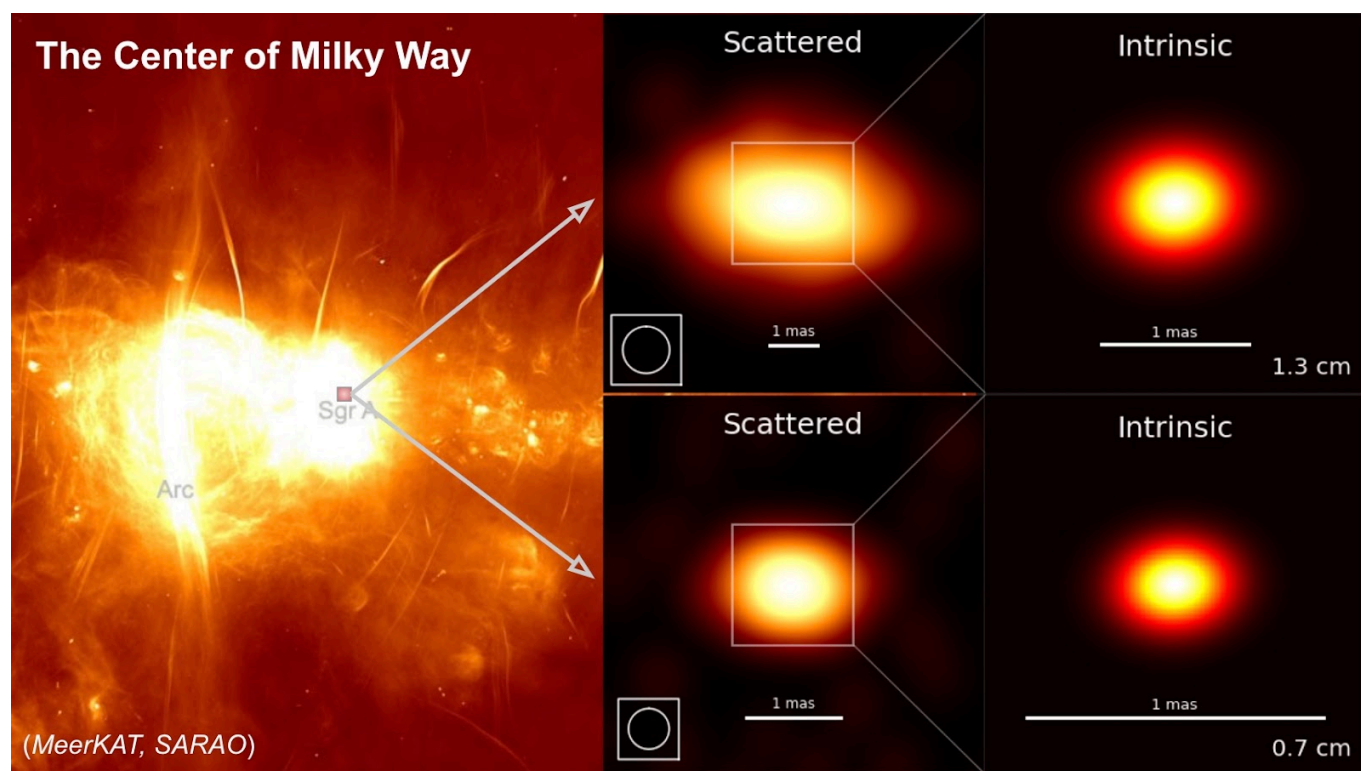 The Center of Milky Way
Sgr A
Arc
(MeerKAT, SARAO)
Scattered
1 mas
Intrinsic
1 mas
1.3 cm
Scattered
1 mas
Intrinsic
1 mas
0.7 cm